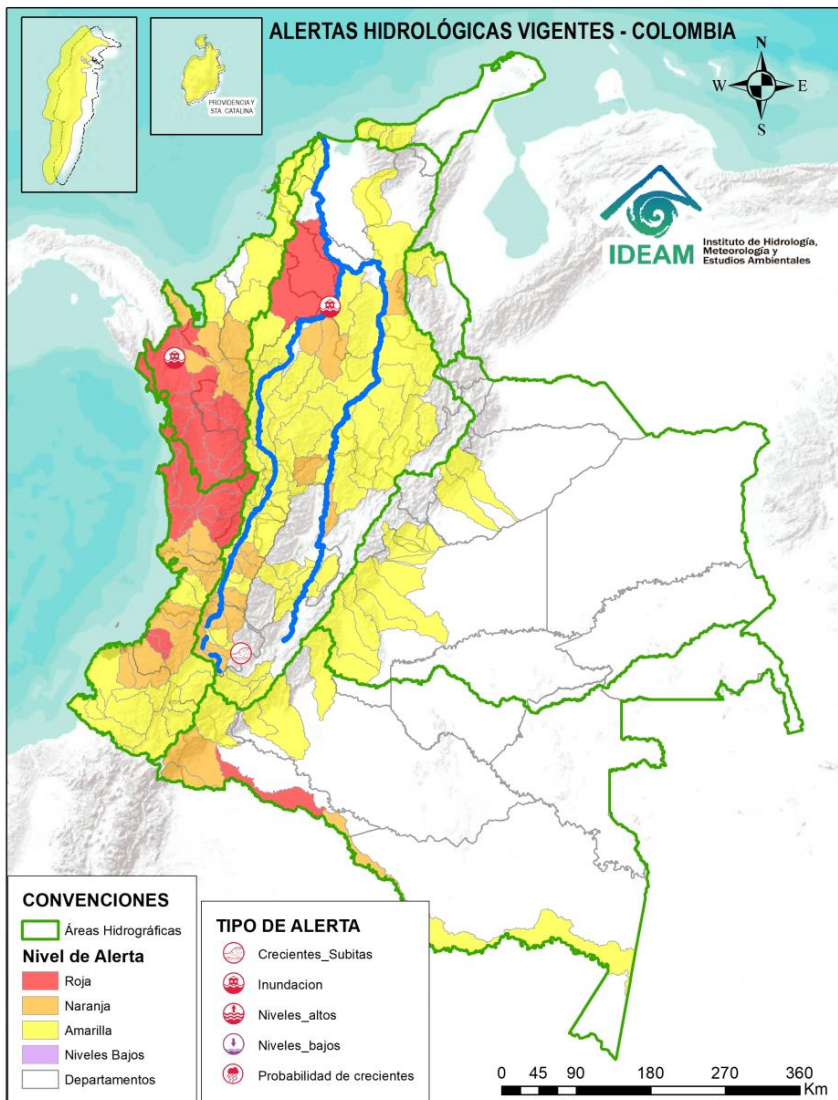 ALERTAS HIDROLÓGICAS VIGENTES - COLOMBIA
PROVIDENCIA Y
STA. CATALINA
N
W
E
S
IDEAM
Instituto de Hidrología,
Meteorología y
Estudios Ambientales
CONVENCIONES
Áreas Hidrográficas
Nivel de Alerta
Roja
Naranja
Amarilla
Niveles Bajos
Departamentos
TIPO DE ALERTA
Crecientes_Subitas
Inundacion
Niveles_altos
Niveles_bajos
Probabilidad de crecientes
0 45 90 180 270 360
Km